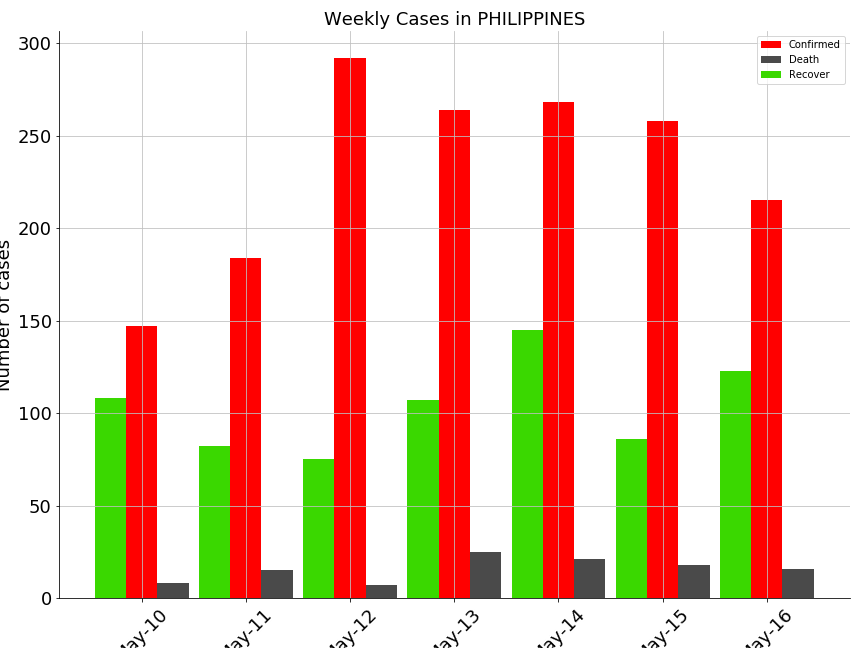 Weekly Cases in PHILIPPINES
Confirmed
Death
Recover
Number of cases
300
250
200
150
100
50
0
May-10
May-11
May-12
May-13
May-14
May-15
May-16